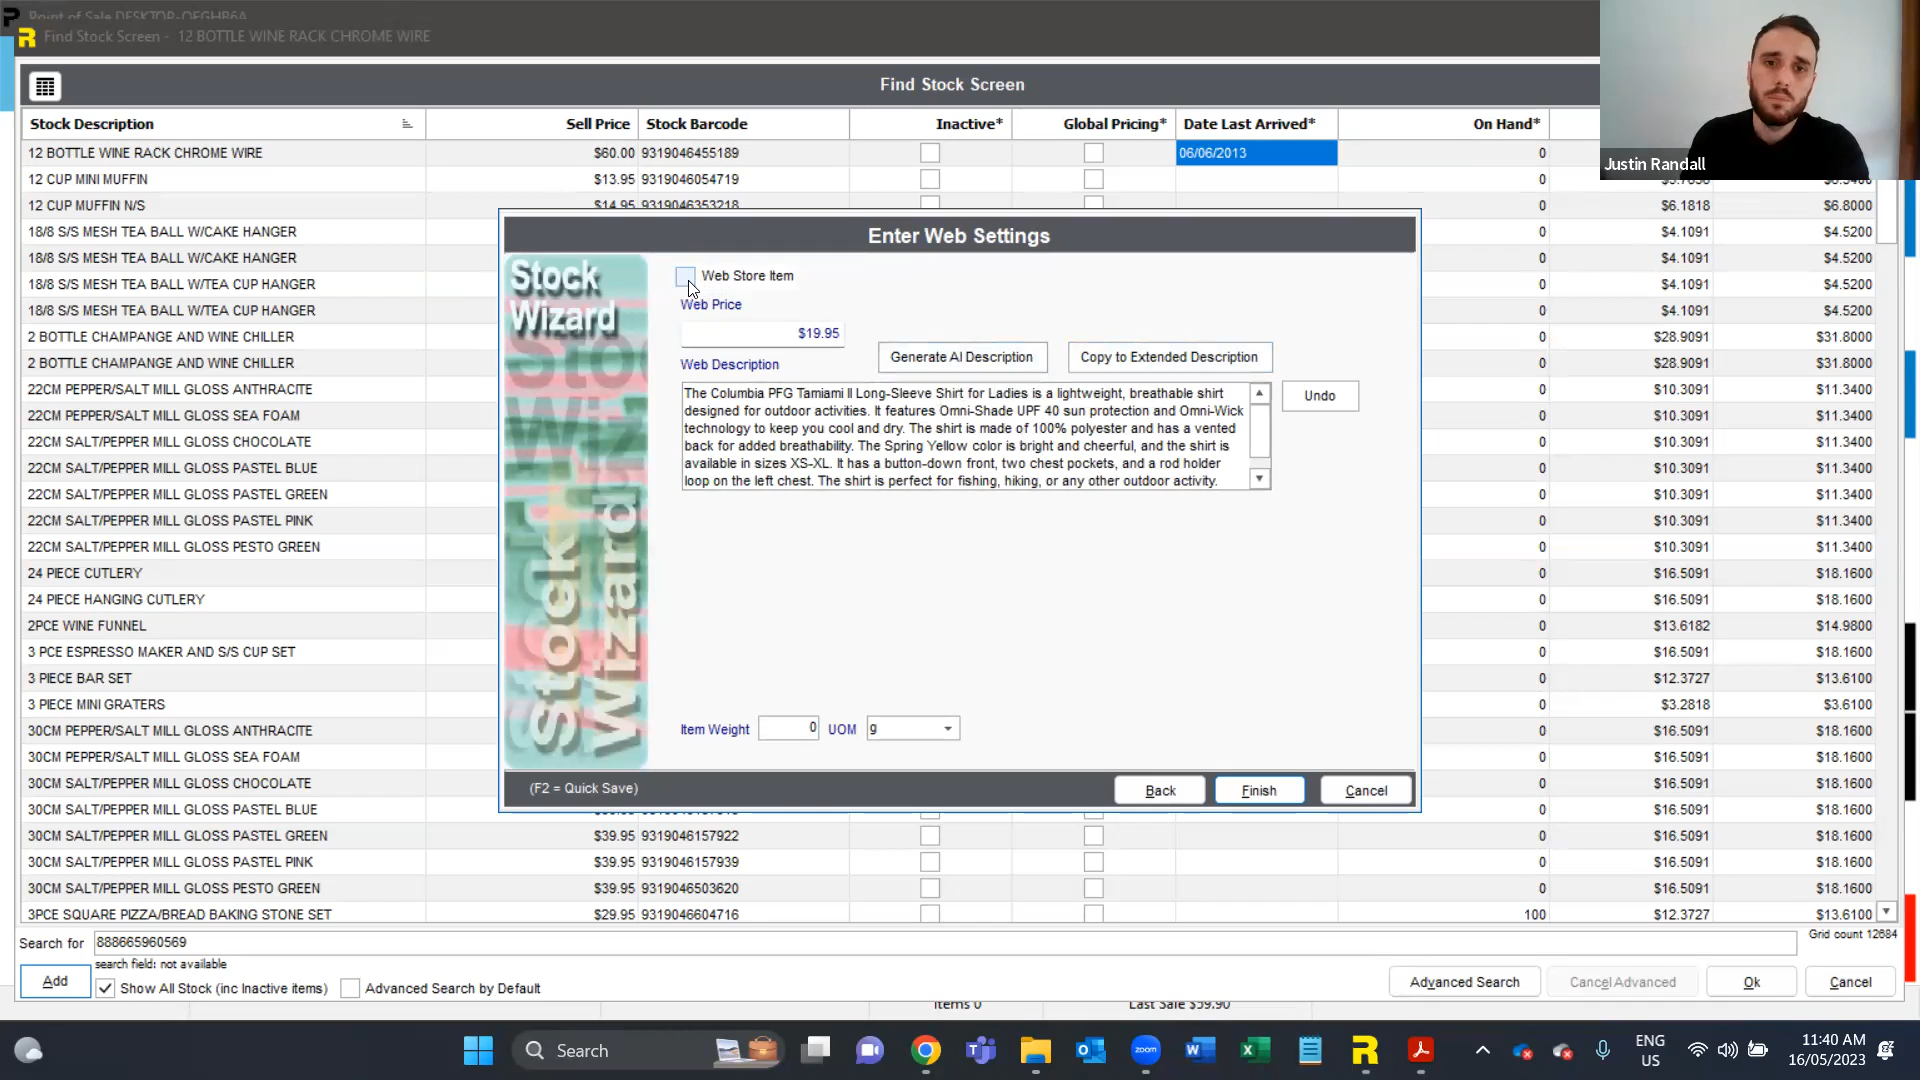 Point of Sale DESKTOP-OFGHB6A
Find Stock Screen - 12 BOTTLE WINE RACK CHROME WIRE
Find Stock Screen
Stock Description Sell Price Stock Barcode Inactive* Global Pricing* Date Last Arrived* On Hand*
12 BOTTLE WINE RACK CHROME WIRE $60.00 9319046455189 06/06/2013 0
12 CUP MINI MUFFIN $13.95 9319046054719 0
12 CUP MUFFIN N/S $14.95 9319046353218 0 $6.1818 $6.8000
18/8 S/S MESH TEA BALL W/CAKE HANGER 0 $4.1091 $4.5200
18/8 S/S MESH TEA BALL W/CAKE HANGER 0 $4.1091 $4.5200
18/8 S/S MESH TEA BALL W/TEA CUP HANGER 0 $4.1091 $4.5200
18/8 S/S MESH TEA BALL W/TEA CUP HANGER 0 $4.1091 $4.5200
2 BOTTLE CHAMPANGE AND WINE CHILLER 0 $28.9091 $31.8000
2 BOTTLE CHAMPANGE AND WINE CHILLER 0 $28.9091 $31.8000
22CM PEPPER/SALT MILL GLOSS ANTHRACITE 0 $10.3091 $11.3400
22CM PEPPER/SALT MILL GLOSS SEA FOAM 0 $10.3091 $11.3400
22CM SALT/PEPPER MILL GLOSS CHOCOLATE 0 $10.3091 $11.3400
22CM SALT/PEPPER MILL GLOSS PASTEL BLUE 0 $10.3091 $11.3400
22CM SALT/PEPPER MILL GLOSS PASTEL GREEN 0 $10.3091 $11.3400
22CM SALT/PEPPER MILL GLOSS PASTEL PINK 0 $10.3091 $11.3400
22CM SALT/PEPPER MILL GLOSS PESTO GREEN 0 $10.3091 $11.3400
24 PIECE CUTLERY 0 $16.5091 $18.1600
24 PIECE HANGING CUTLERY 0 $16.5091 $18.1600
2PCE WINE FUNNEL 0 $13.6182 $14.9800
3 PCE ESPRESSO MAKER AND S/S CUP SET 0 $16.5091 $18.1600
3 PIECE BAR SET 0 $12.3727 $13.6100
3 PIECE MINI GRATERS 0 $3.2818 $3.6100
30CM PEPPER/SALT MILL GLOSS ANTHRACITE 0 $16.5091 $18.1600
30CM PEPPER/SALT MILL GLOSS SEA FOAM 0 $16.5091 $18.1600
30CM SALT/PEPPER MILL GLOSS CHOCOLATE 0 $16.5091 $18.1600
30CM SALT/PEPPER MILL GLOSS PASTEL BLUE 0 $16.5091 $18.1600
30CM SALT/PEPPER MILL GLOSS PASTEL GREEN $39.95 9319046157922 0 $16.5091 $18.1600
30CM SALT/PEPPER MILL GLOSS PASTEL PINK $39.95 9319046157939 0 $16.5091 $18.1600
30CM SALT/PEPPER MILL GLOSS PESTO GREEN $39.95 9319046503620 0 $16.5091 $18.1600
3PCE SQUARE PIZZA/BREAD BAKING STONE SET $29.95 9319046604716 100 $12.3727 $13.6100
Enter Web Settings
Stock
Wizard
Stock
Wizard
Web Store Item
Web Price
$19.95
Web Description
Generate AI Description Copy to Extended Description
The Columbia PFG Tamiami II Long-Sleeve Shirt for Ladies is a lightweight, breathable shirt
designed for outdoor activities. It features Omni-Shade UPF 40 sun protection and Omni-Wick
technology to keep you cool and dry. The shirt is made of 100% polyester and has a vented
back for added breathability. The Spring Yellow color is bright and cheerful, and the shirt is
available in sizes XS-XL. It has a button-down front, two chest pockets, and a rod holder
loop on the left chest. The shirt is perfect for fishing, hiking, or any other outdoor activity.
Undo
Item Weight 0 UOM g
(F2 = Quick Save)
Back Finish Cancel
Search for 888665960569
Grid count 12684
search field: not available
Add
Show All Stock (inc Inactive items) Advanced Search by Default
Advanced Search Cancel Advanced Ok Cancel
Items 0 Last Sale $59.90
Justin Randall
Search
zoom
ENG
US
11:40 AM
16/05/2023